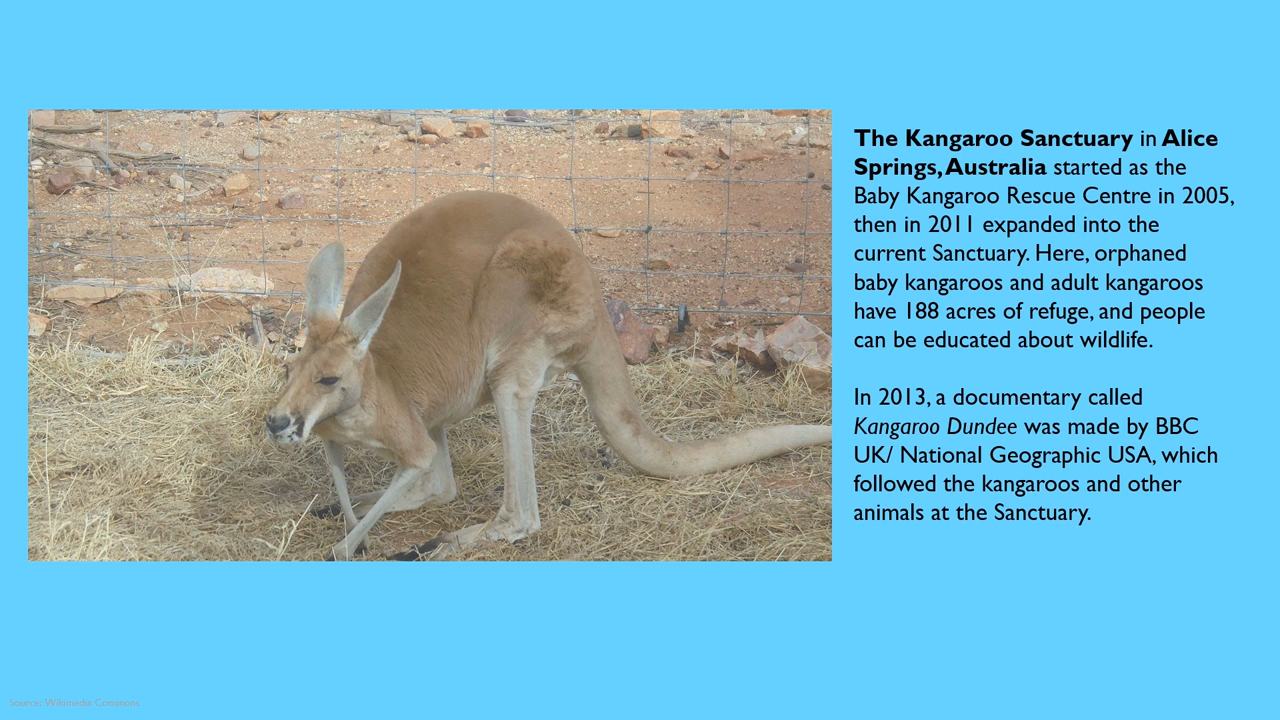 The Kangaroo Sanctuary in Alice
Springs, Australia started as the
Baby Kangaroo Rescue Centre in 2005,
then in 2011 expanded into the
current Sanctuary. Here, orphaned
baby kangaroos and adult kangaroos
have 188 acres of refuge, and people
can be educated about wildlife.
In 2013, a documentary called
Kangaroo Dundee was made by BBC
UK/ National Geographic USA, which
followed the kangaroos and other
animals at the Sanctuary.
Source: Wikimedia Commons